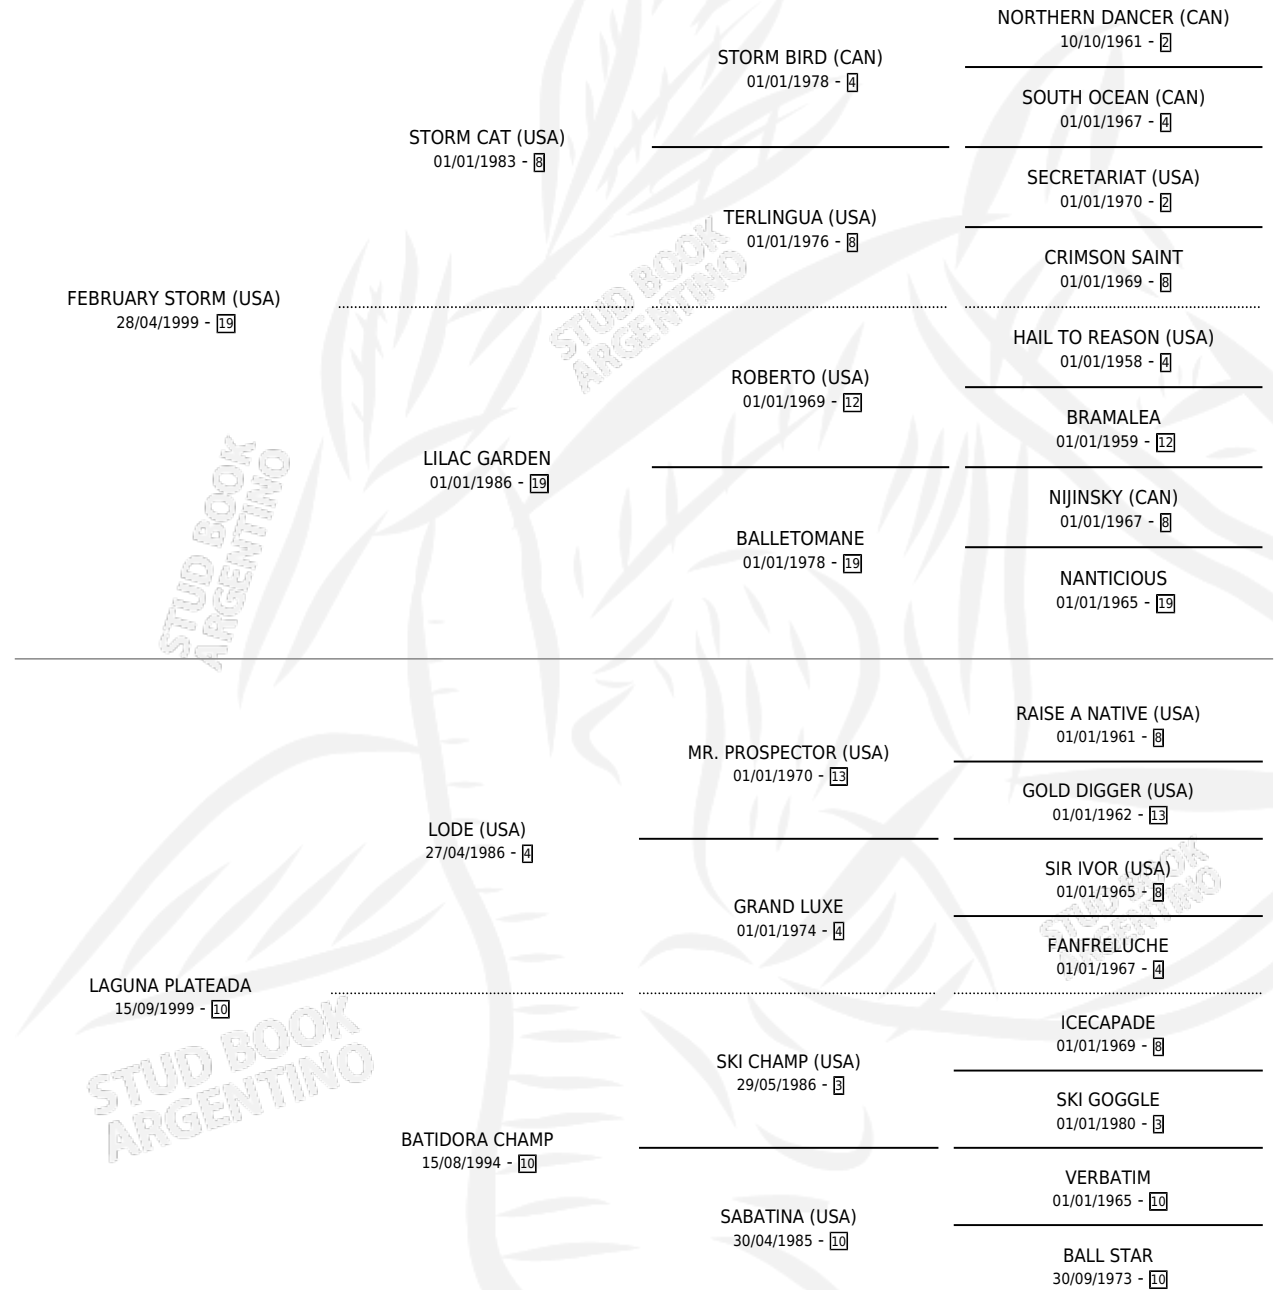 NORTHERN DANCER (CAN)
10/10/1961 - 2
STORM BIRD (CAN)
01/01/1978 - 4
SOUTH OCEAN (CAN)
01/01/1967 - 4
STORM CAT (USA)
01/01/1983 - 8
SECRETARIAT (USA)
01/01/1970 - 2
TERLINGUA (USA)
01/01/1976 - 8
CRIMSON SAINT
01/01/1969 - 8
FEBRUARY STORM (USA)
28/04/1999 - 19
HAIL TO REASON (USA)
01/01/1958 - 4
ROBERTO (USA)
01/01/1969 - 12
BRAMALEA
01/01/1959 - 12
LILAC GARDEN
01/01/1986 - 19
NIJINSKY (CAN)
01/01/1967 - 8
BALLETOMANE
01/01/1978 - 19
NANTICIOUS
01/01/1965 - 19
STUD BOOK
ARGENTINO
STUD BOOK
ARGENTINO
RAISE A NATIVE (USA)
01/01/1961 - 8
MR. PROSPECTOR (USA)
01/01/1970 - 13
GOLD DIGGER (USA)
01/01/1962 - 13
LODE (USA)
27/04/1986 - 4
SIR IVOR (USA)
01/01/1965 - 8
GRAND LUXE
01/01/1974 - 4
FANFRELUCHE
01/01/1967 - 4
LAGUNA PLATEADA
15/09/1999 - 10
ICECAPADE
01/01/1969 - 8
SKI CHAMP (USA)
29/05/1986 - 3
SKI GOGGLE
01/01/1980 - 3
BATIDORA CHAMP
15/08/1994 - 10
VERBATIM
01/01/1965 - 10
SABATINA (USA)
30/04/1985 - 10
BALL STAR
30/09/1973 - 10
STUD BOOK
ARGENTINO
STUD BOOK
ARGENTINO